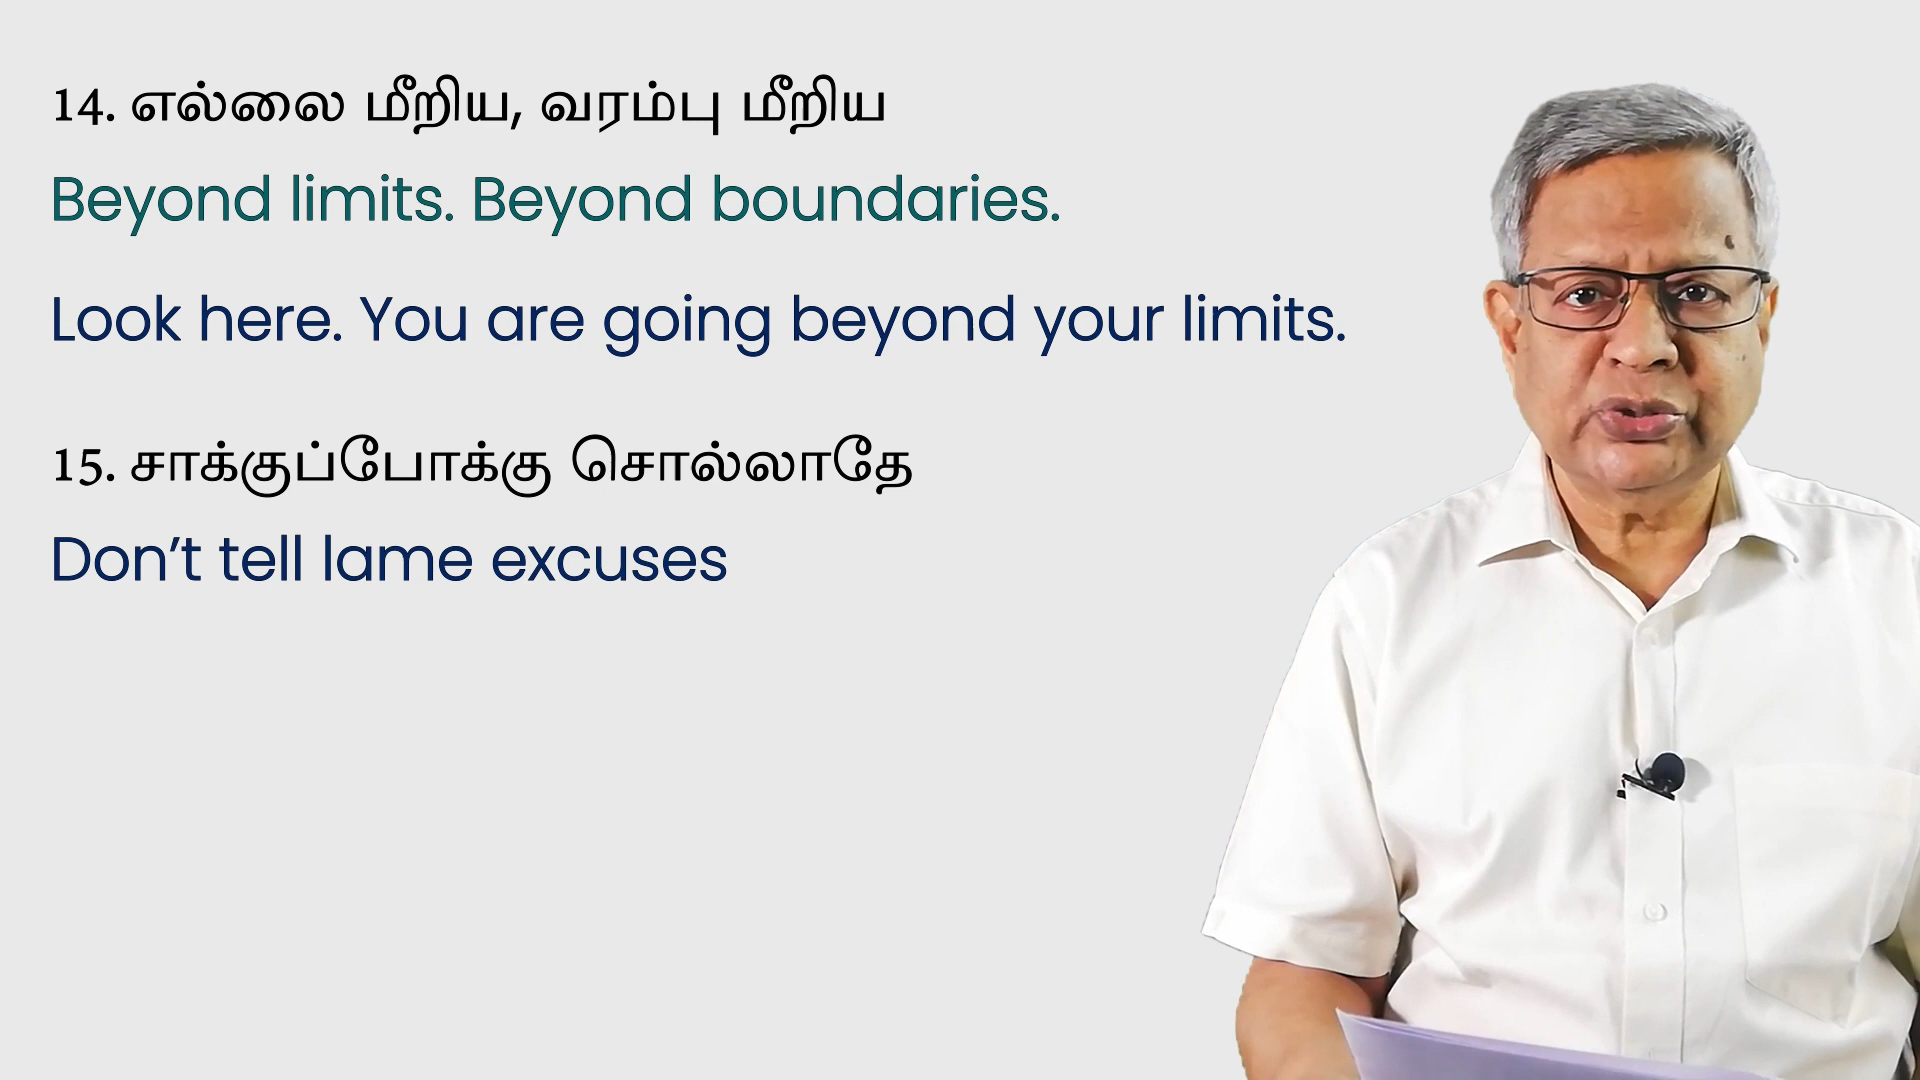 14. எல்லை மீறிய, வரம்பு மீறிய
Beyond limits. Beyond boundaries.
Look here. You are going beyond your limits.
15. சாக்குப்போக்கு சொல்லாதே
Don’t tell lame excuses